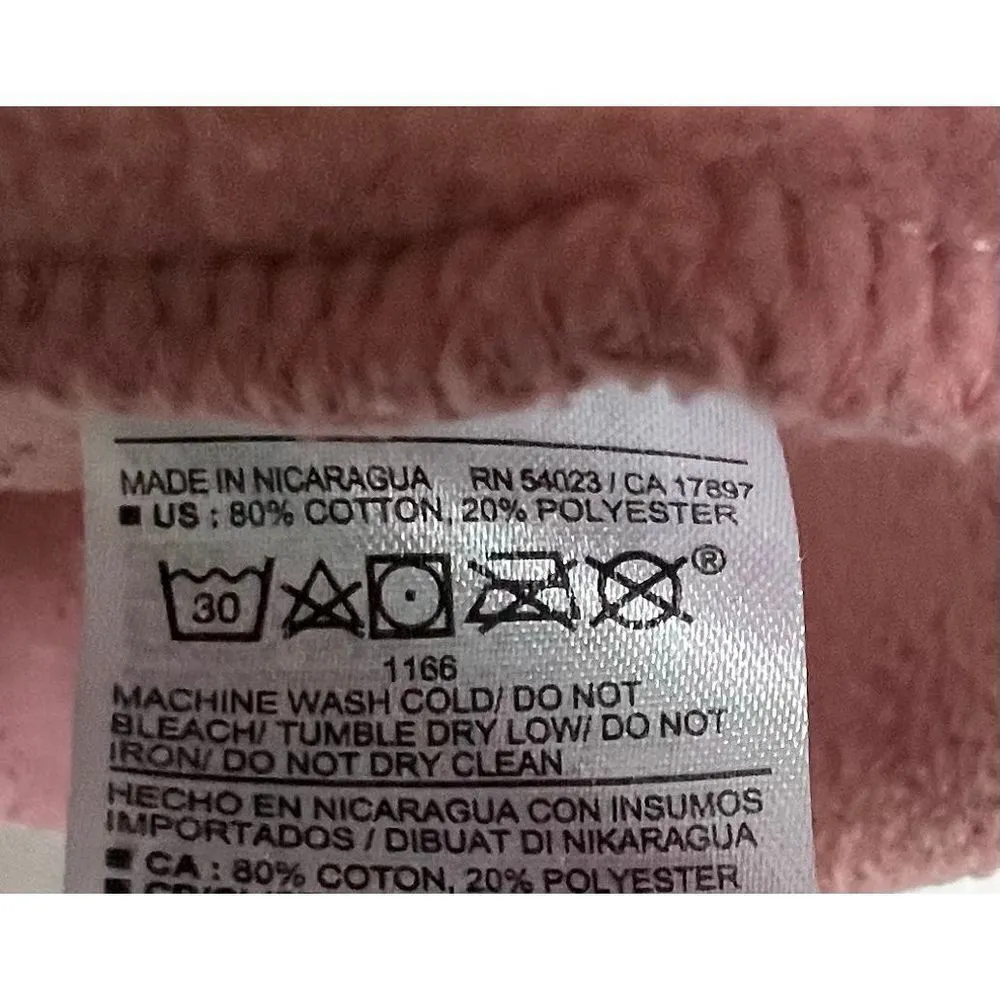 MADE IN NICARAGUA RN 54023 / CA 17897
■ US : 80% COTTON, 20% POLYESTER
30 ®
1166
MACHINE WASH COLD/ DO NOT
BLEACH/ TUMBLE DRY LOW/ DO NOT
IRON/ DO NOT DRY CLEAN
HECHO EN NICARAGUA CON INSUMOS
IMPORTADOS / DIBUAT DI NIKARAGUA
■ CA : 80% COTON, 20% POLYESTER